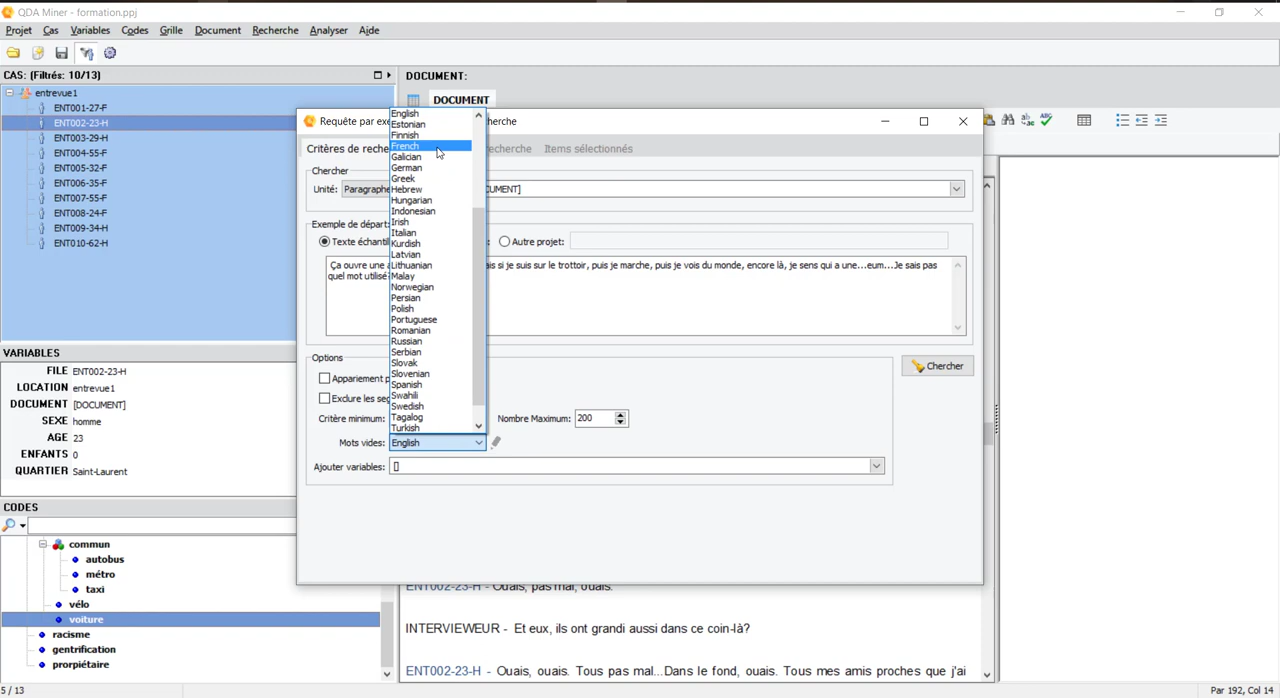 QDA Miner - formation.ppj
Projet Cas Variables Codes Grille Document Recherche Analyser Aide
CAS: (Filtrés: 10/13)
entrevue1
ENT001-27-F
ENT002-23-H
ENT003-29-H
ENT004-55-F
ENT005-32-F
ENT006-35-F
ENT007-55-F
ENT008-24-F
ENT009-34-H
ENT010-62-H
VARIABLES
FILE ENT002-23-H
LOCATION entrevue1
DOCUMENT [DOCUMENT]
SEXE homme
AGE 23
ENFANTS 0
QUARTIER Saint-Laurent
CODES
commun
autobus
métro
taxi
vélo
voiture
racisme
gentrification
prorpiétaire
5 / 13
DOCUMENT:
DOCUMENT
Requête par exe
cherche
Critères de reche
recherche Items sélectionnés
Chercher
Unité: Paragraphe
CUMENT]
Exemple de départ:
Texte échantil
: Autre projet:
Ça ouvre une
is si je suis sur le trottoir, puis je marche, puis je vois du monde, encore là, je sens qui a une...eum...Je sais pas
quel mot utilisé
Options
Appariement p
Exclure les seg
Critère minimum:
Nombre Maximum: 200
Mots vides: English
Ajouter variables: []
Chercher
English
Estonian
Finnish
French
Galician
German
Greek
Hebrew
Hungarian
Indonesian
Irish
Italian
Kurdish
Latvian
Lithuanian
Malay
Norwegian
Persian
Polish
Portuguese
Romanian
Russian
Serbian
Slovak
Slovenian
Spanish
Swahili
Swedish
Tagalog
Turkish
ENT002-23-H - Ouais, pas mal, ouais.
INTERVIEWEUR - Et eux, ils ont grandi aussi dans ce coin-là?
ENT002-23-H - Ouais, ouais. Tous pas mal...Dans le fond, ouais. Tous mes amis proches que j'ai
Par 192, Col 14